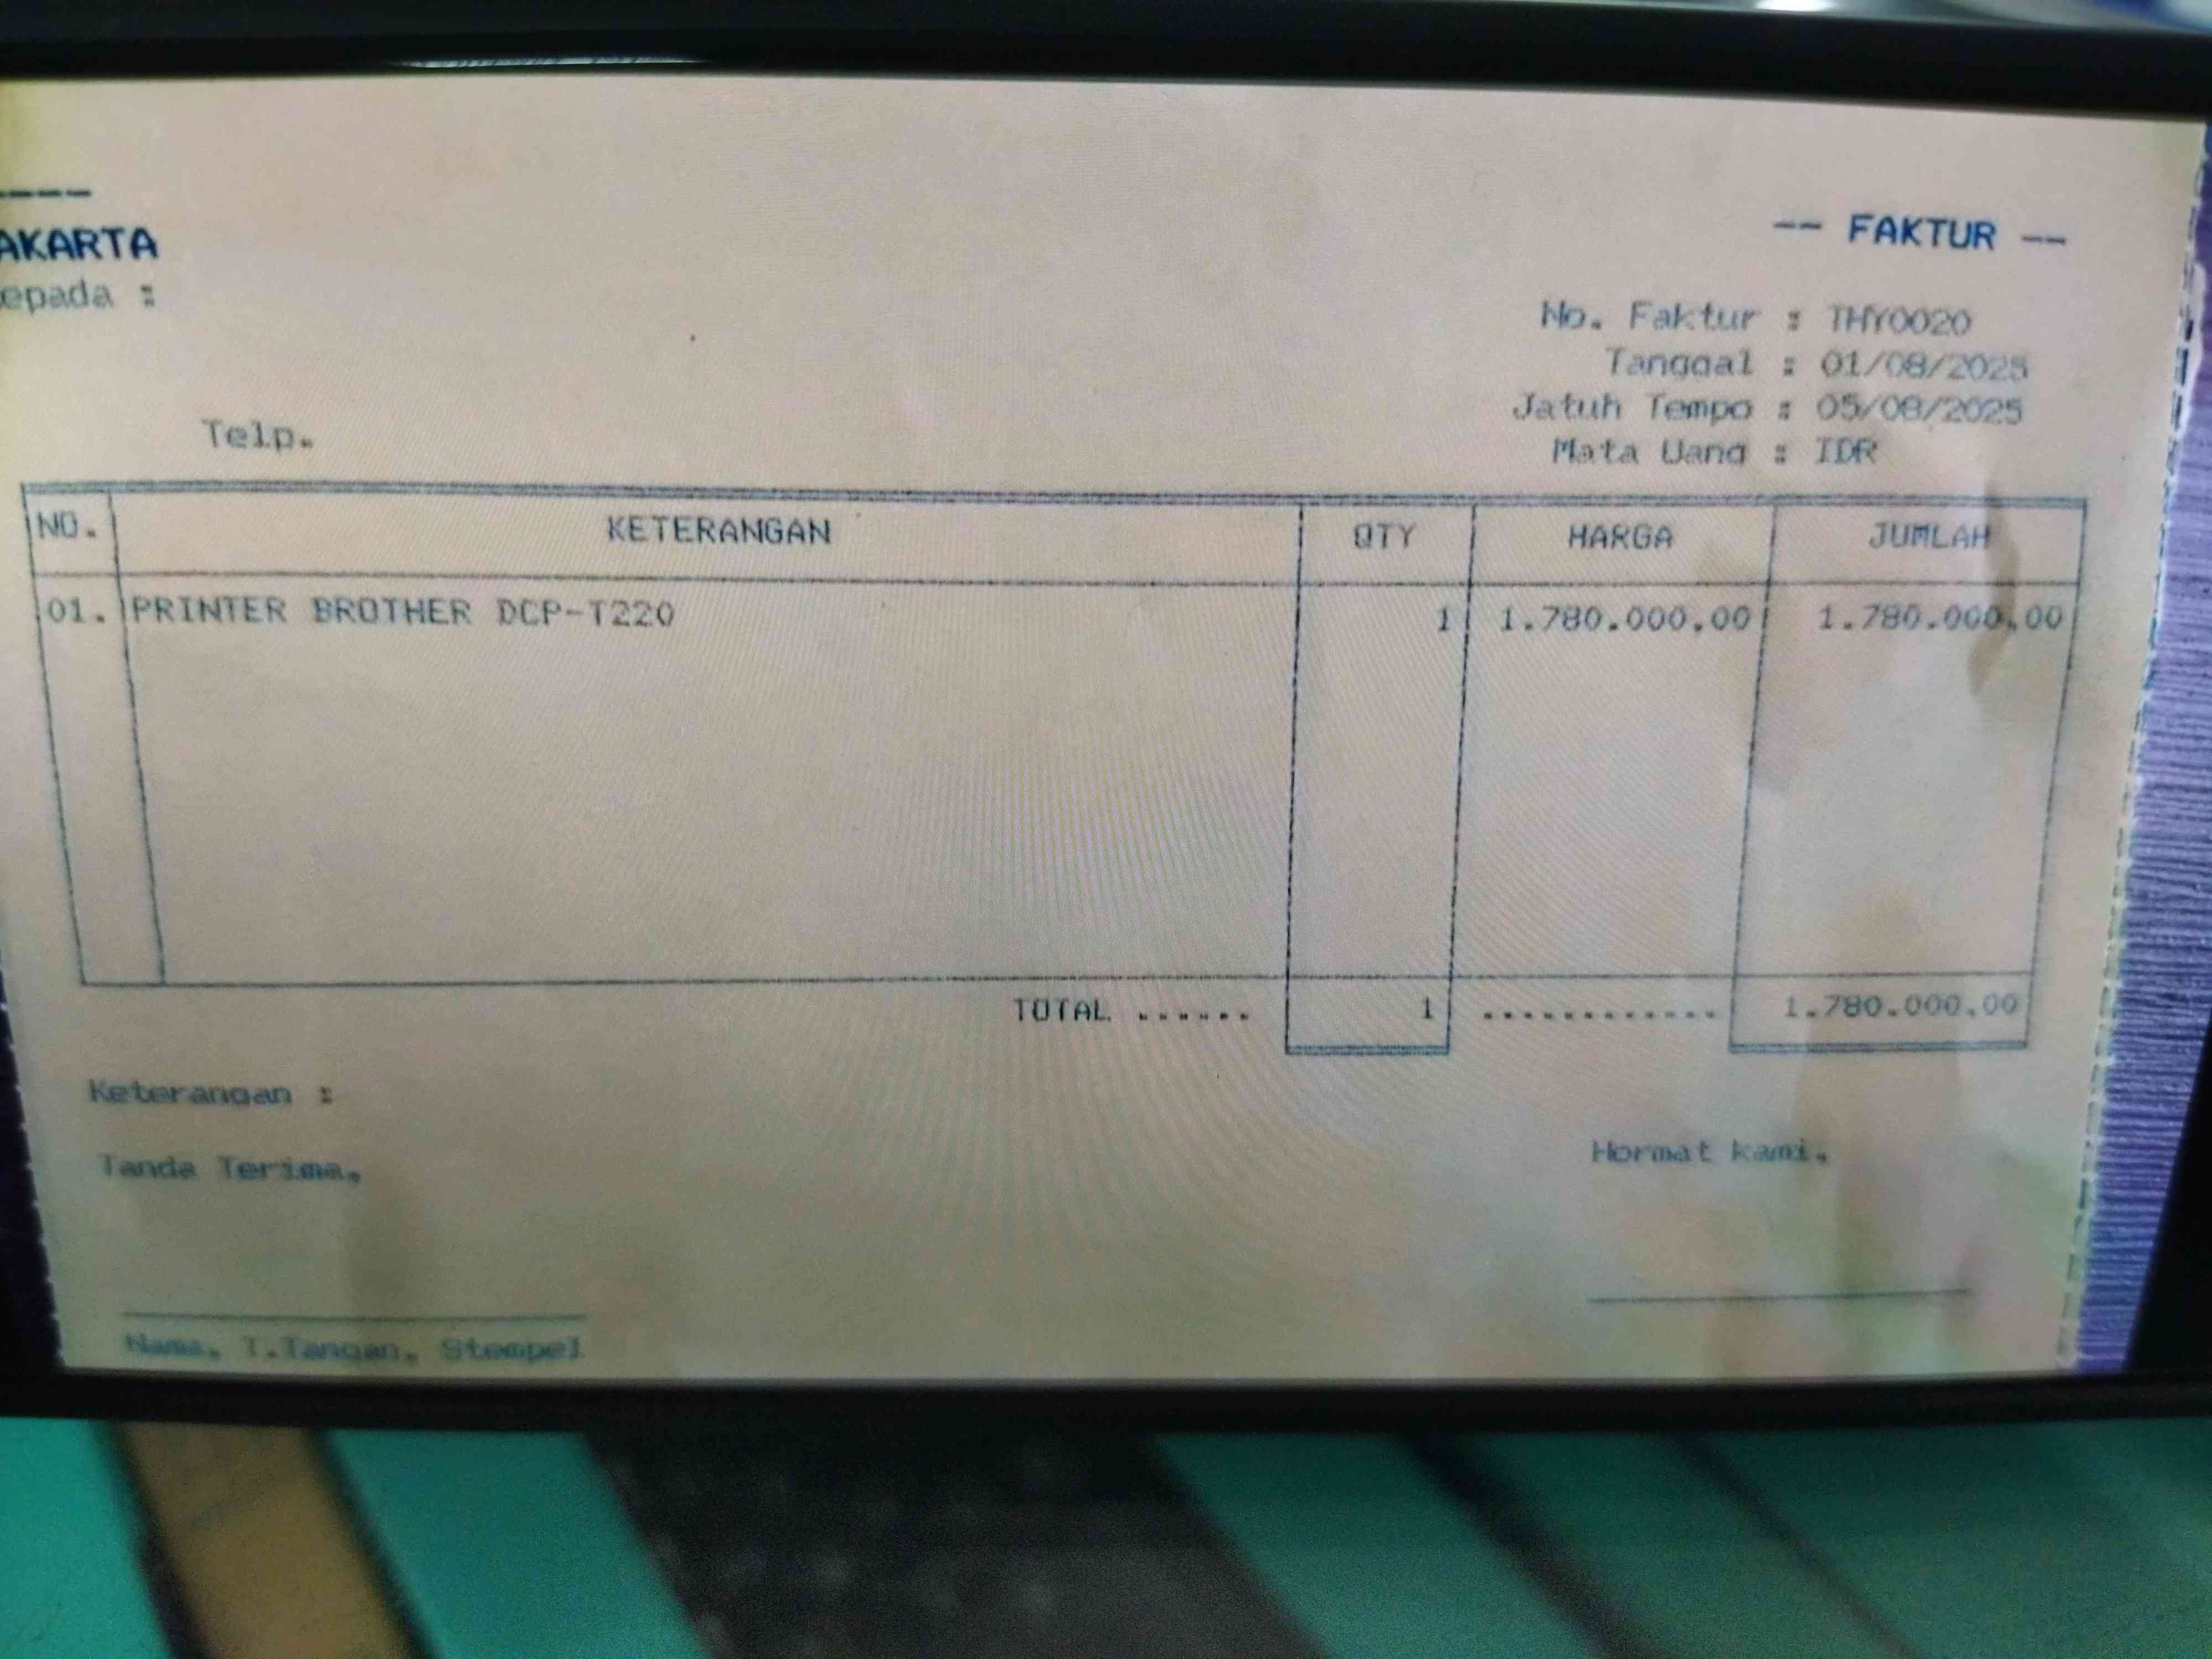 ----
AKARTA
-- FAKTUR --
epada :
No. Faktur : THY0020
Tanggal : 01/08/2025
Jatuh Tempo : 05/08/2025
Telp.
Mata Uang : IDR
NO. KETERANGAN QTY HARGA JUMLAH
01. PRINTER BROTHER DCP-T220 1 1.780.000,00 1.780.000,00
TOTAL ...... 1 ............ 1.780.000,00
Keterangan :
Tanda Terima, Hormat kami,
Nama, T.Tangan, Stempel